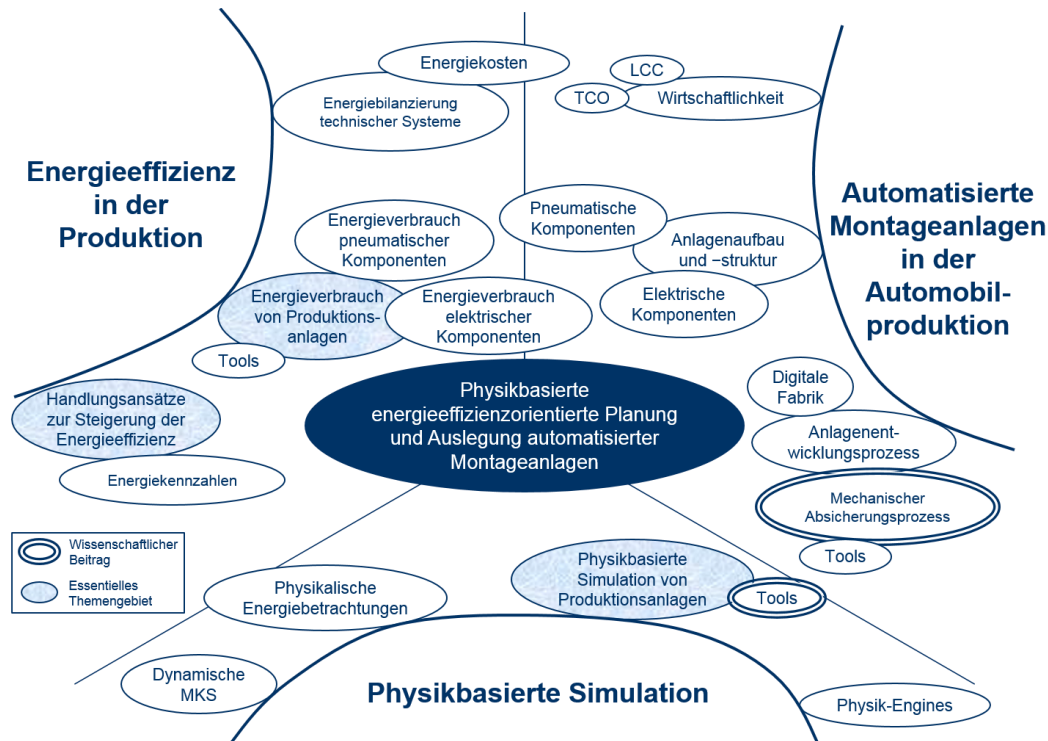 Energiekosten
Energiebilanzierung
technischer Systeme
LCC
TCO
Wirtschaftlichkeit
Energieeffizienz
in der
Produktion
Automatisierte
Montageanlagen
in der
Automobil-
produktion
Energieverbrauch
pneumatischer
Komponenten
Pneumatische
Komponenten
Anlagenaufbau
und −struktur
Energieverbrauch
von Produktions-
anlagen
Energieverbrauch
elektrischer
Komponenten
Elektrische
Komponenten
Tools
Handlungsansätze
zur Steigerung der
Energieeffizienz
Energiekennzahlen
Physikbasierte
energieeffizienzorientierte Planung
und Auslegung automatisierter
Montageanlagen
Digitale
Fabrik
Anlagenent-
wicklungsprozess
Mechanischer
Absicherungsprozess
Tools
Wissenschaftlicher
Beitrag
Essentielles
Themengebiet
Physikalische
Energiebetrachtungen
Physikbasierte
Simulation von
Produktionsanlagen
Tools
Dynamische
MKS
Physikbasierte Simulation
Physik-Engines